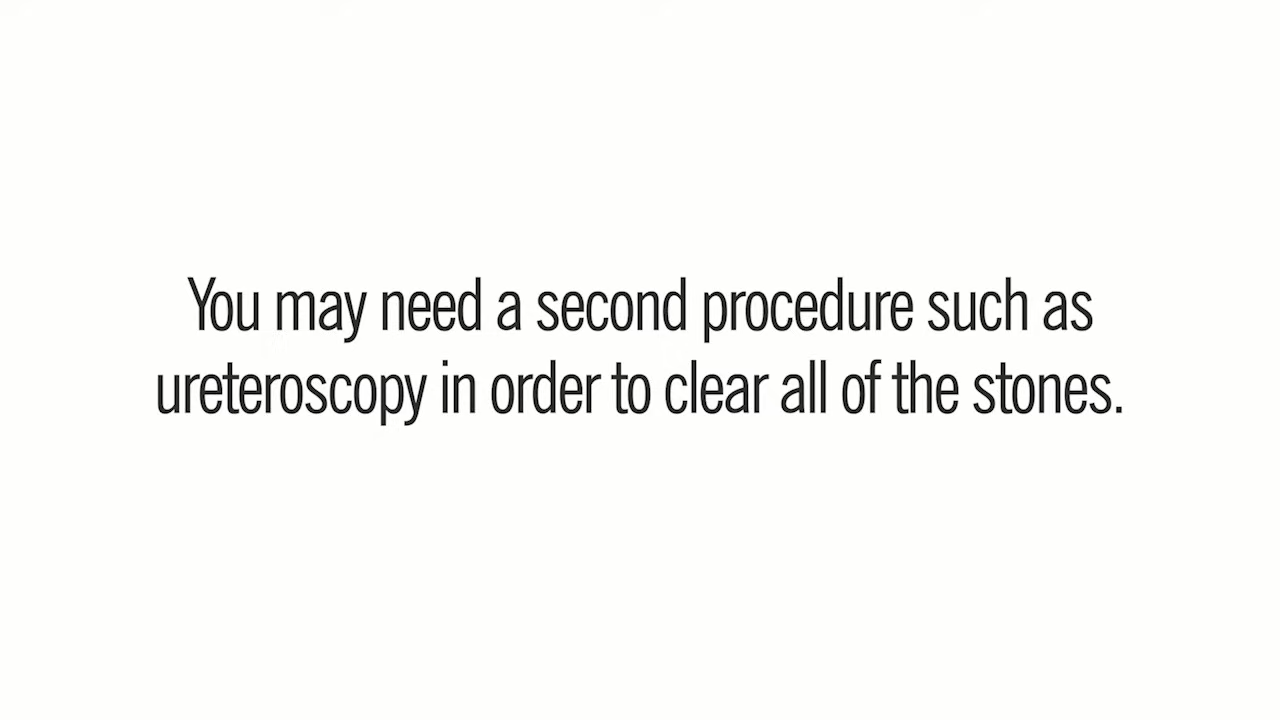 You may need a second procedure such as
ureteroscopy in order to clear all of the stones.